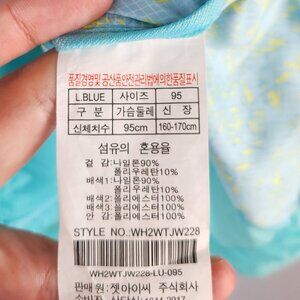 품질경영및 공산품안전관리법에의한품질표시
L.BLUE 사이즈 95
구 분 가슴둘레 신 장
신체치수 95cm 160-170cm
섬유의 혼용율
겉 감:나일론90%
폴리우레탄10%
배색1:나일론90%
폴리우레탄10%
배색2:폴리에스터100%
배색3:폴리에스터100%
안 감:폴리에스터100%
STYLE NO.:WH2WTJW228
WH2WTJW228-LU-095
판매원:젯아이씨 주식회사